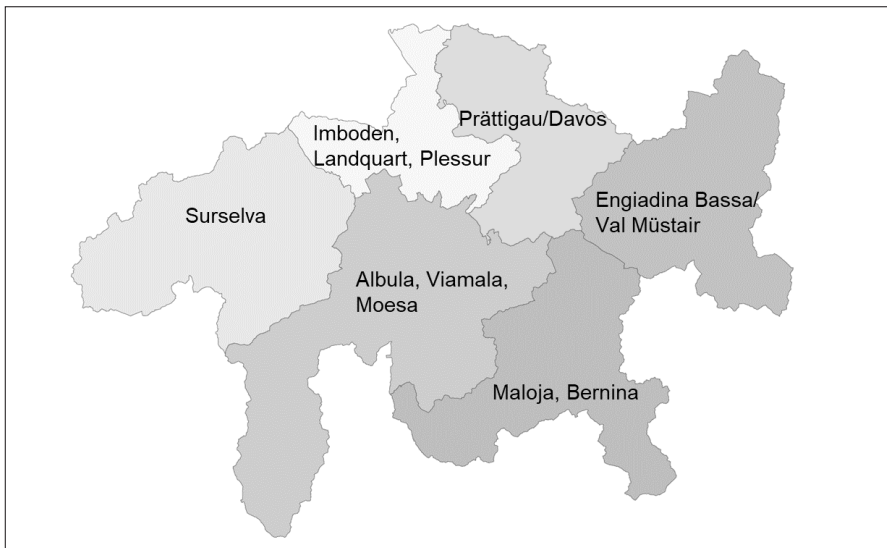 Prättigau/Davos
Imboden,
Landquart, Plessur
Engiadina Bassa/
Val Müstair
Surselva
Albula, Viamala,
Moesa
Maloja, Bernina